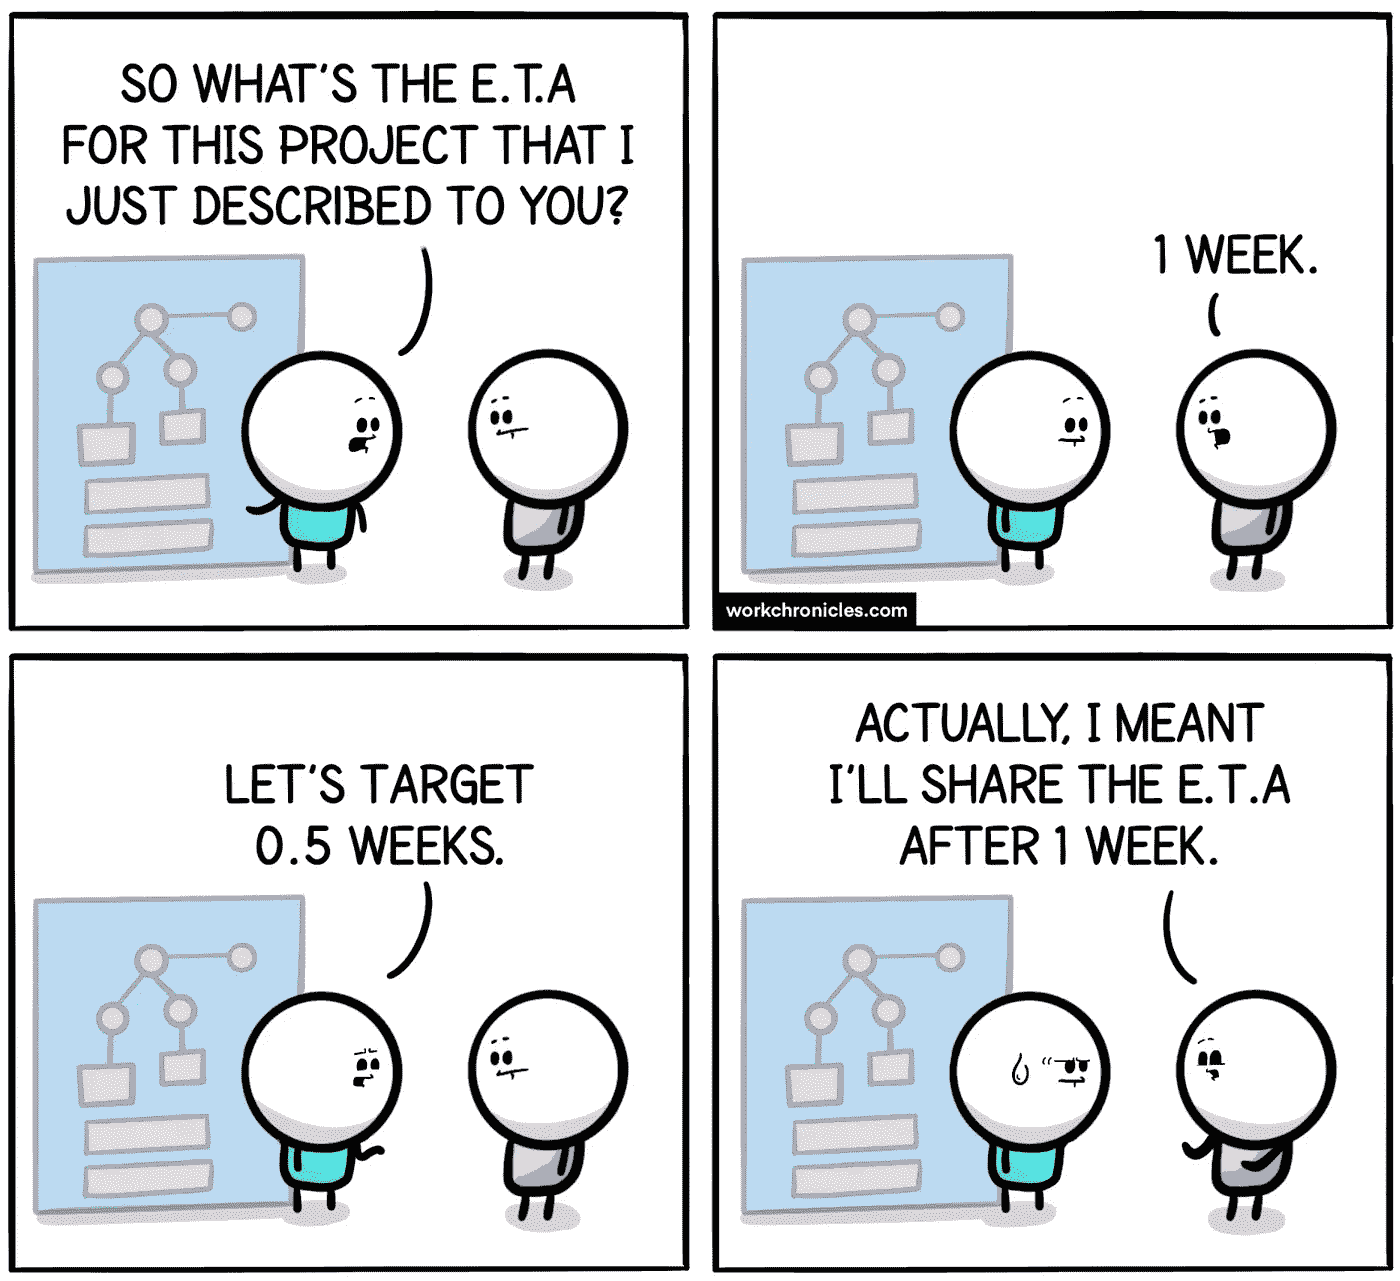 SO WHAT'S THE E.T.A
FOR THIS PROJECT THAT I
JUST DESCRIBED TO YOU?
1 WEEK.
workchronicles.com
LET'S TARGET
0.5 WEEKS.
ACTUALLY, I MEANT
I'LL SHARE THE E.T.A
AFTER 1 WEEK.